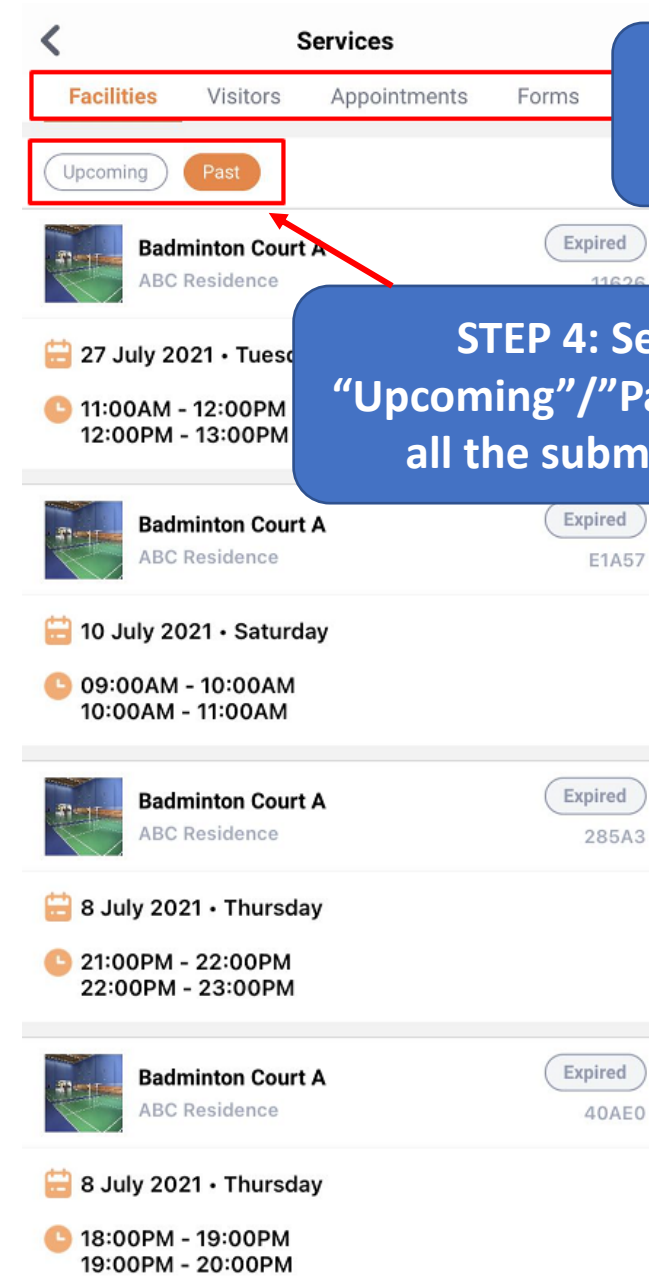 Services
Facilities Visitors Appointments Forms
Upcoming Past
Badminton Court A Expired
ABC Residence 11626
27 July 2021 •
11:00AM - 12:00PM
12:00PM - 13:00PM
STEP 4:
"Upcoming"/"
all the
Badminton Court A Expired
ABC Residence E1A57
10 July 2021 • Saturday
09:00AM - 10:00AM
10:00AM - 11:00AM
Badminton Court A Expired
ABC Residence 285A3
8 July 2021 • Thursday
21:00PM - 22:00PM
22:00PM - 23:00PM
Badminton Court A Expired
ABC Residence 40AE0
8 July 2021 • Thursday
18:00PM - 19:00PM
19:00PM - 20:00PM